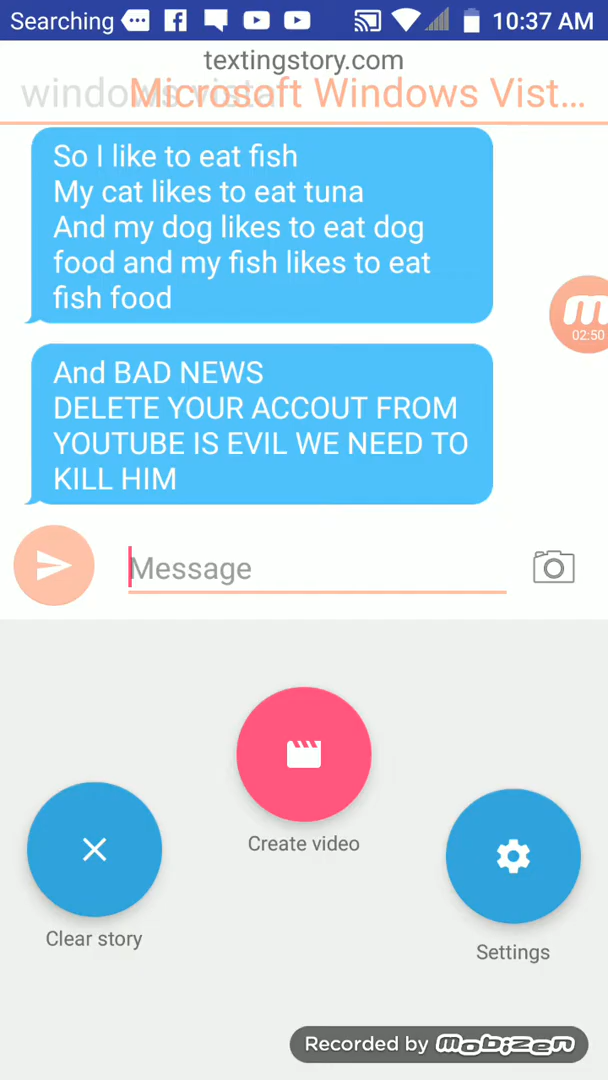 Searching 10:37 AM
textingstory.com
windows vista
Microsoft Windows Vist...
So I like to eat fish
My cat likes to eat tuna
And my dog likes to eat dog
food and my fish likes to eat
fish food
02:50
And BAD NEWS
DELETE YOUR ACCOUT FROM
YOUTUBE IS EVIL WE NEED TO
KILL HIM
Message
Create video
Clear story
Settings
Recorded by mobizen